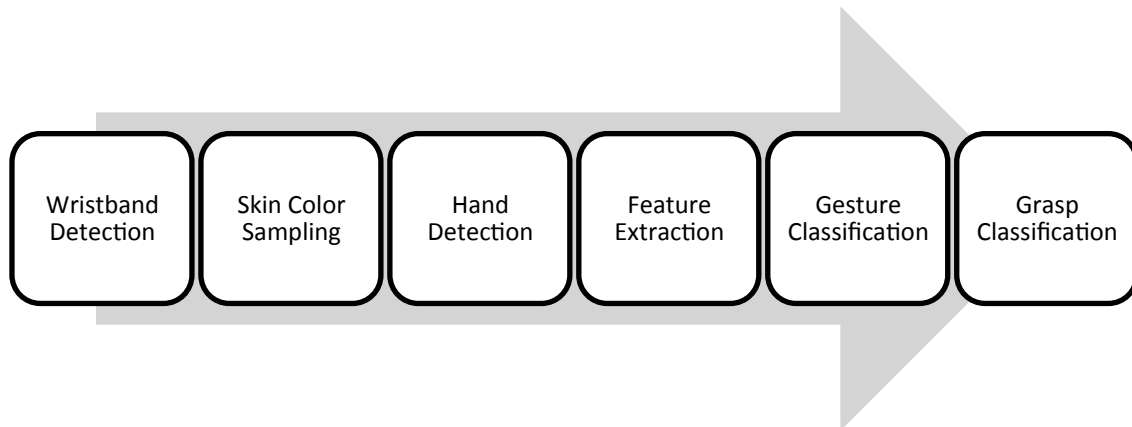 Wristband
Detection
Skin Color
Sampling
Hand
Detection
Feature
Extraction
Gesture
Classification
Grasp
Classification